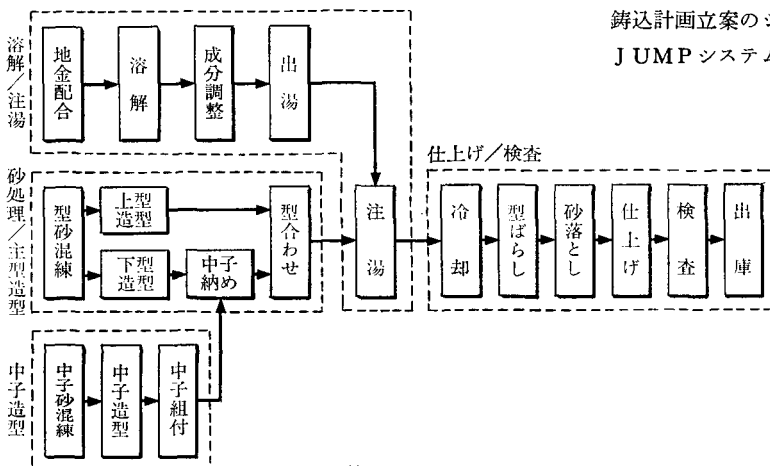 鋳込計画立案のシ
JUMPシステム
溶解/注湯
地金配合
溶解
成分調整
出湯
仕上げ/検査
砂処理/主型造型
型砂混練
上型造型
下型造型
中子納め
型合わせ
注湯
冷却
型ばらし
砂落とし
仕上げ
検査
出庫
中子造型
中子砂混練
中子造型
中子組付